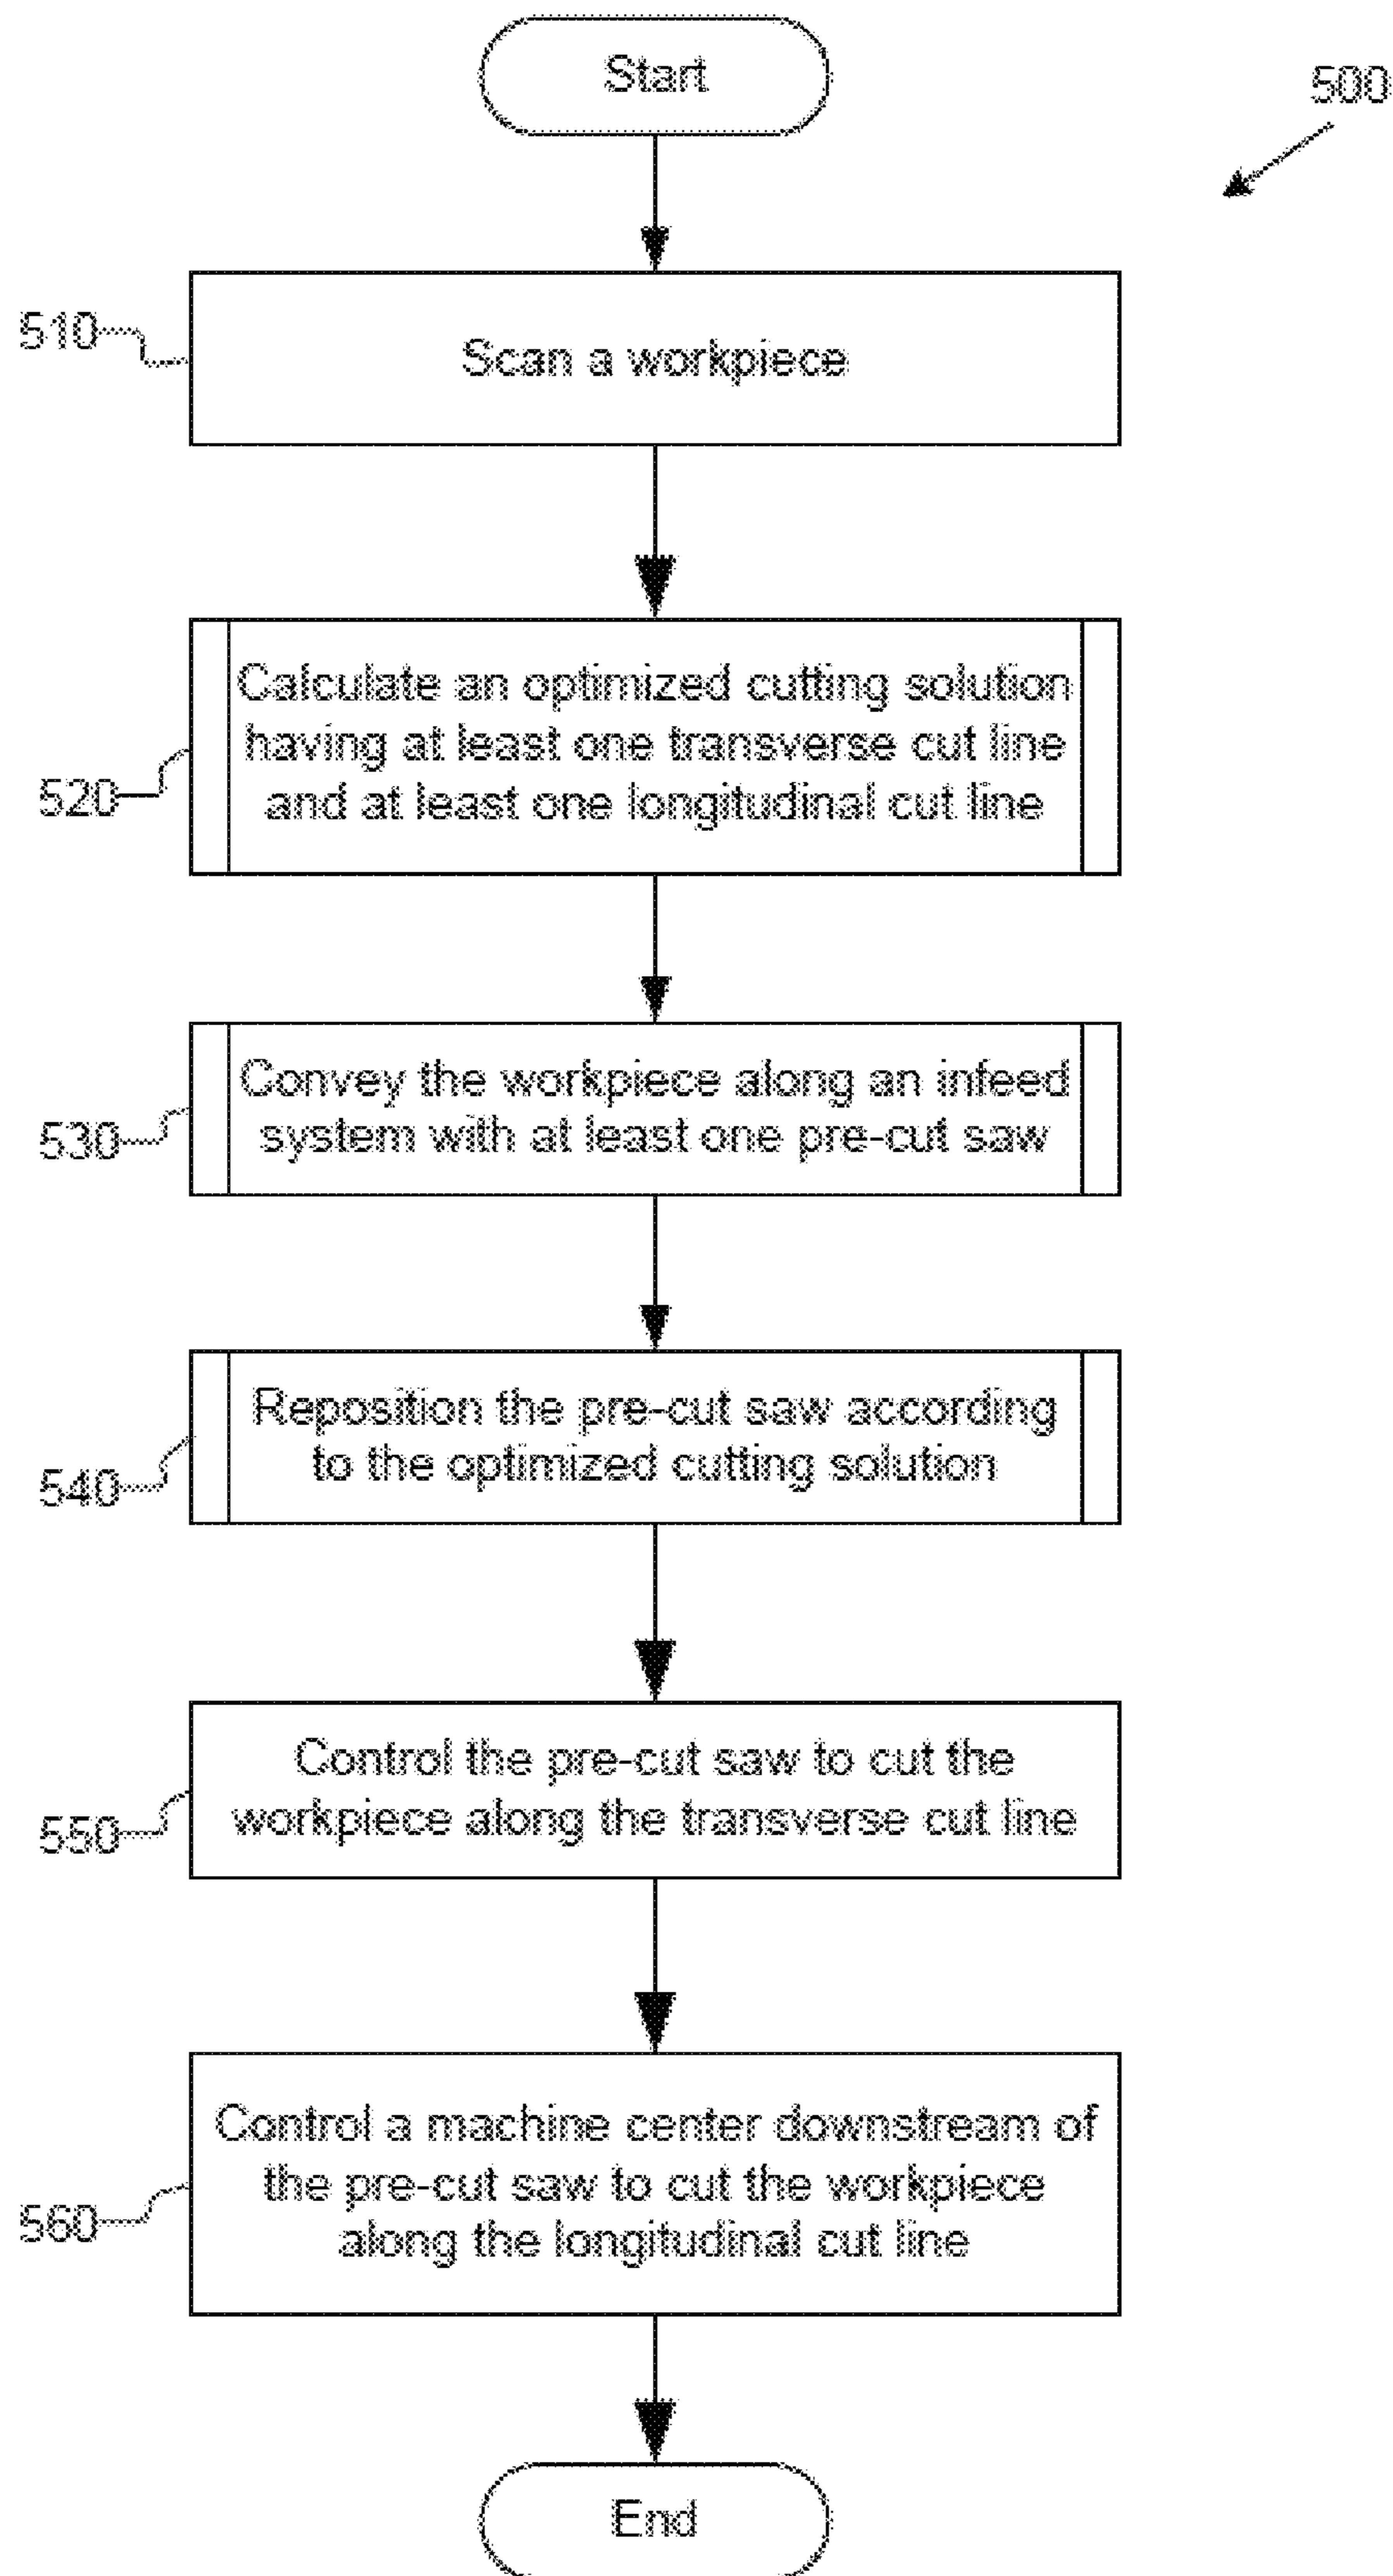 Start
500
510
Scan a workpiece
520
Calculate an optimized cutting solution
having at least one transverse cut line
and at least one longitudinal cut line
530
Convey the workpiece along an infeed
system with at least one pre-cut saw
540
Reposition the pre-cut saw according
to the optimized cutting solution
550
Control the pre-cut saw to cut the
workpiece along the transverse cut line
560
Control a machine center downstream of
the pre-cut saw to cut the workpiece
along the longitudinal cut line
End